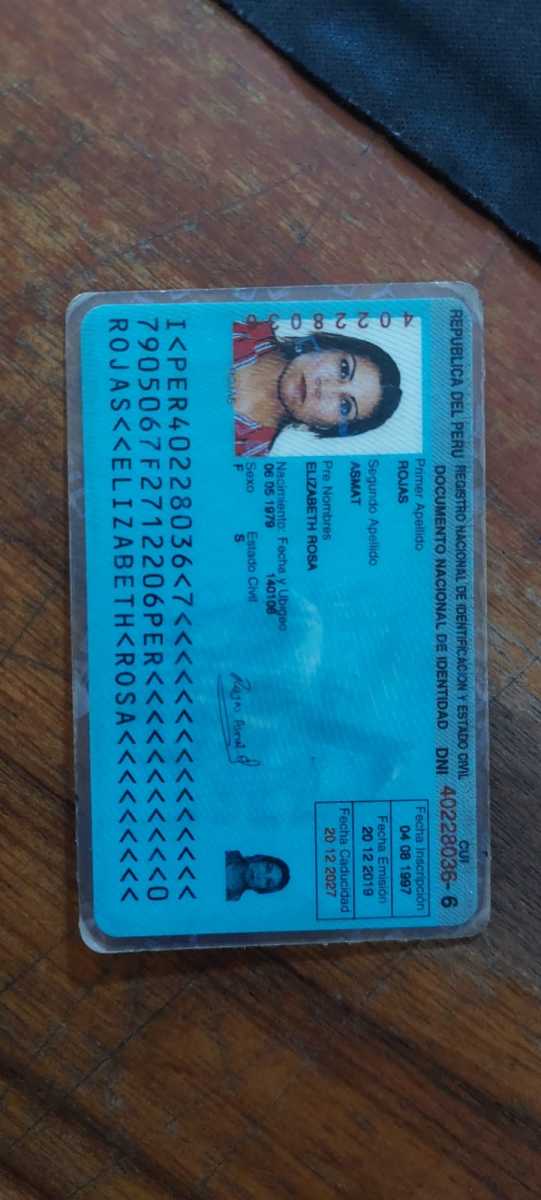 REPUBLICA DEL PERU REGISTRO NACIONAL DE IDENTIFICACION Y ESTADO CIVIL
DOCUMENTO NACIONAL DE IDENTIDAD DNI 40228036 - 6
CUI
Primer Apellido
ROJAS
Segundo Apellido
ASMAT
Pre Nombres
ELIZABETH ROSA
Nacimiento: Fecha y Ubigeo
06 05 1979 140108
Sexo Estado Civil
F S
Fecha Inscripción
04 08 1997
Fecha Emisión
20 12 2019
Fecha Caducidad
20 12 2027
I<PER40228036<7<<<<<<<<<<<<<<<
7905067F2712206PER<<<<<<<<<<<0
ROJAS<<ELIZABETH<ROSA<<<<<<<<<